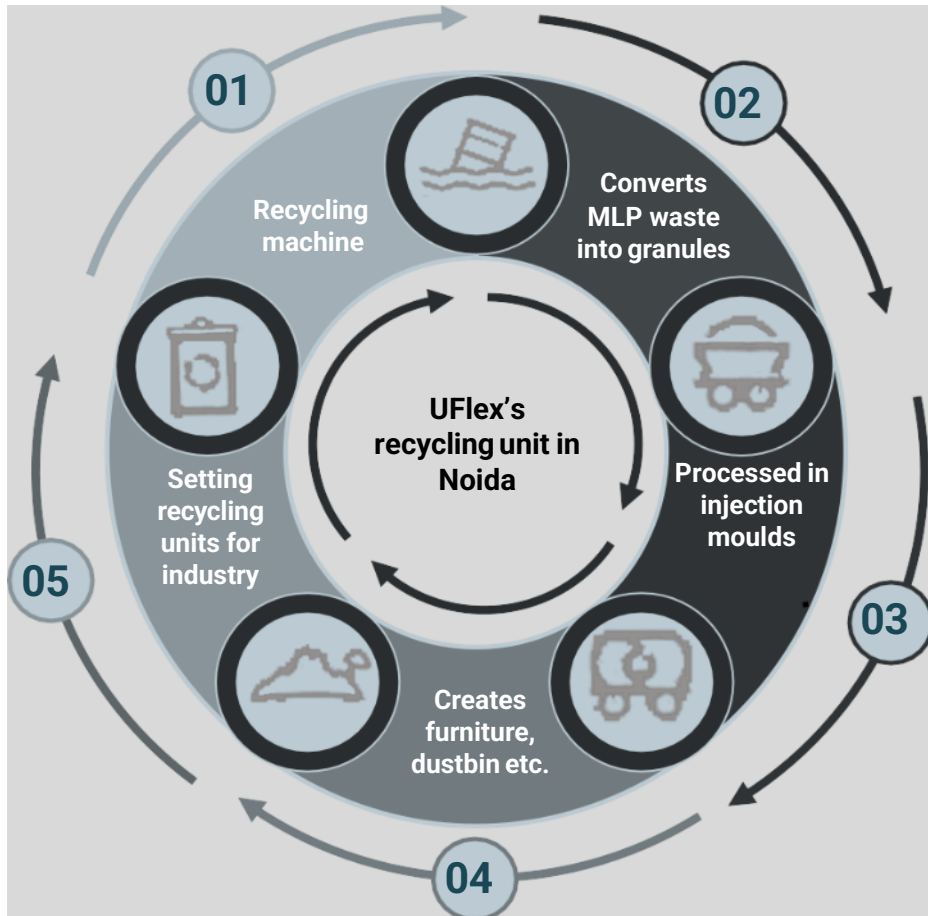 01
Recycling
machine
02
Converts
MLP waste
into granules
03
Processed in
injection
moulds
04
Creates
furniture,
dustbin etc.
05
Setting
recycling
units for
industry
UFlex’s
recycling unit in
Noida